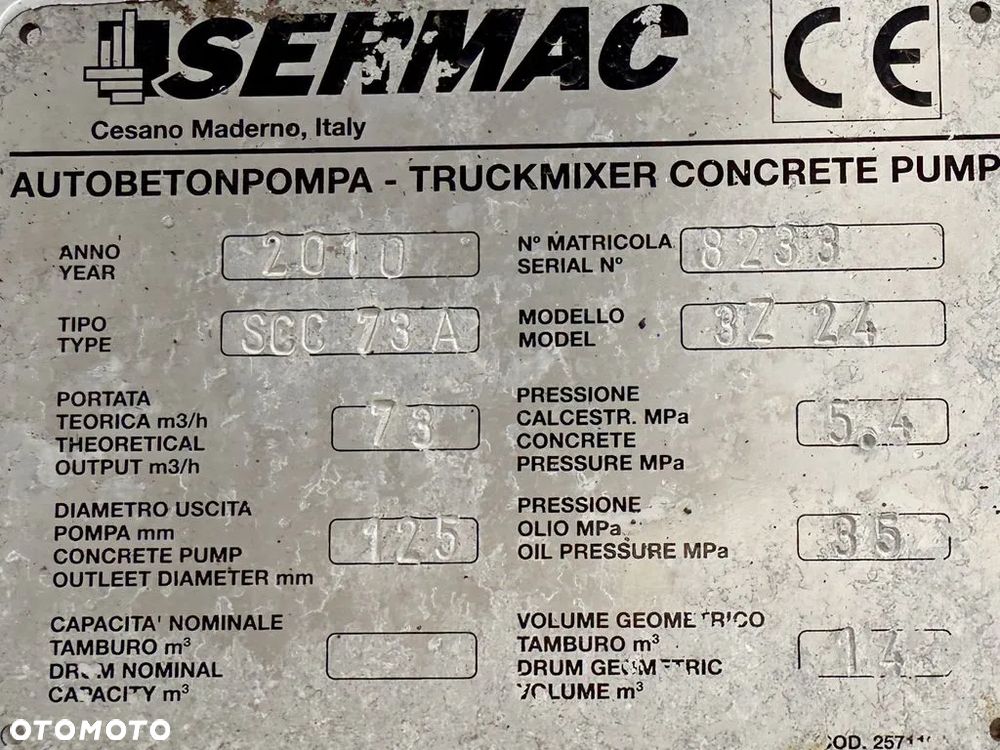 SERMAC
CE
Cesano Maderno, Italy
AUTOBETONPOMPA - TRUCKMIXER CONCRETE PUMP
ANNO
YEAR
2010
Nº MATRICOLA
SERIAL Nº
8233
TIPO
TYPE
SCC 73 A
MODELLO
MODEL
3Z 24
PORTATA
TEORICA m3/h
THEORETICAL
OUTPUT m3/h
73
PRESSIONE
CALCESTR. MPa
CONCRETE
PRESSURE MPa
5.4
DIAMETRO USCITA
POMPA mm
CONCRETE PUMP
OUTLEET DIAMETER mm
125
PRESSIONE
OLIO MPa
OIL PRESSURE MPa
35
CAPACITA' NOMINALE
TAMBURO m³
DRUM NOMINAL
CAPACITY m³
VOLUME GEOMETRICO
TAMBURO m³
DRUM GEOMETRIC
VOLUME m³
OTOMOTO